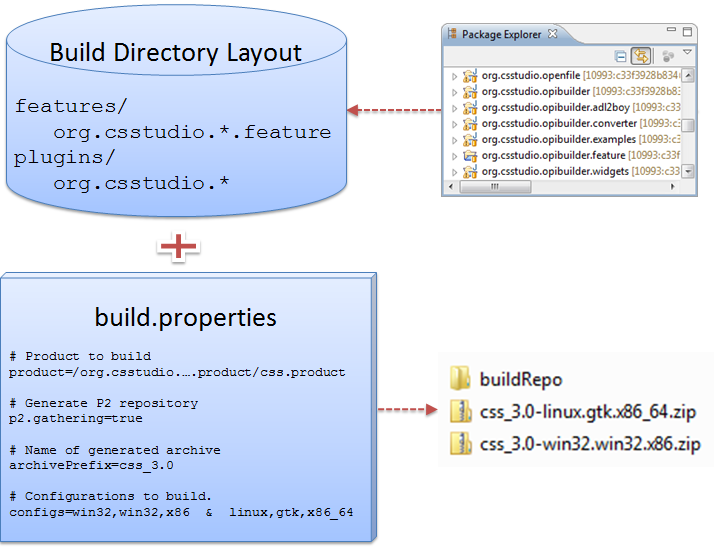 Build Directory Layout
features/
org.csstudio.*.feature
plugins/
org.csstudio.*
Package Explorer
org.csstudio.openfile [10993:c33f3928b834
org.csstudio.opibuilder [10993:c33f3928b83
org.csstudio.opibuilder.adl2boy [10993:c3
org.csstudio.opibuilder.converter [10993:c
org.csstudio.opibuilder.examples [10993:c
org.csstudio.opibuilder.feature [10993:c33f
org.csstudio.opibuilder.widgets [10993:c33
build.properties
# Product to build
product=/org.csstudio.….product/css.product
# Generate P2 repository
p2.gathering=true
# Name of generated archive
archivePrefix=css_3.0
# Configurations to build.
configs=win32,win32,x86 & linux,gtk,x86_64
buildRepo
css_3.0-linux.gtk.x86_64.zip
css_3.0-win32.win32.x86.zip